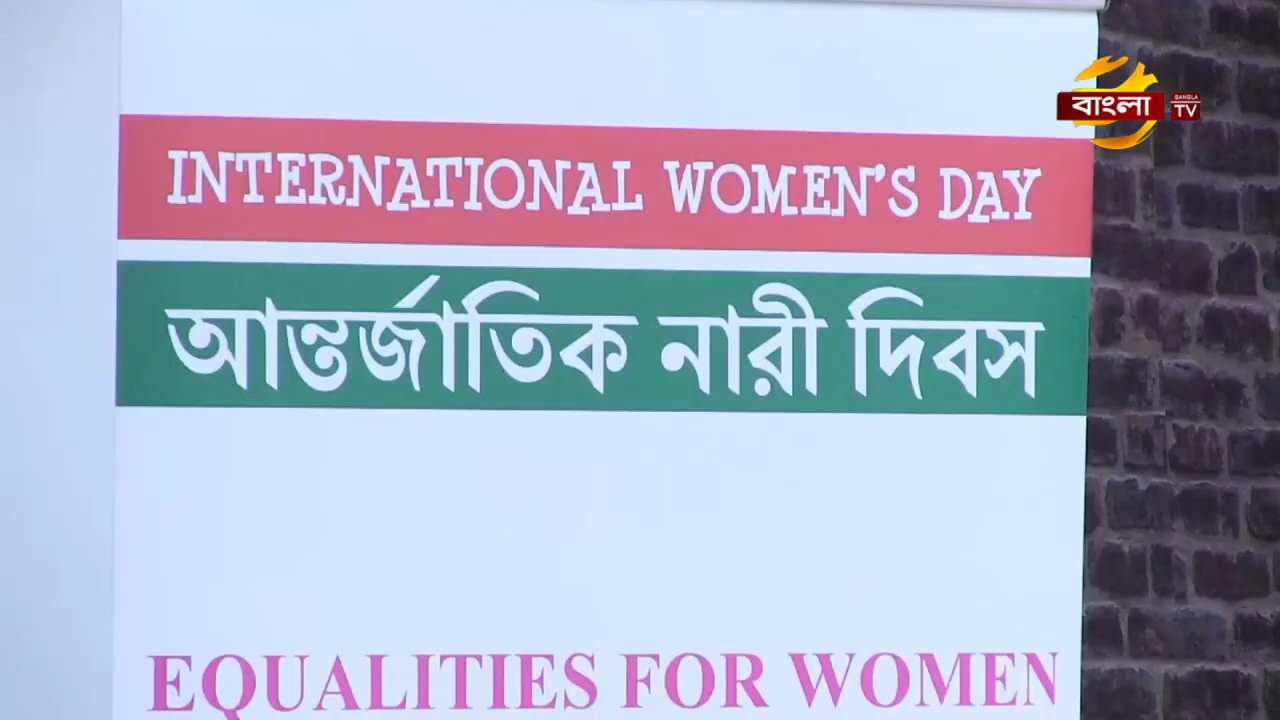 বাংলা
BANGLA
TV
INTERNATIONAL WOMEN'S DAY
আন্তর্জাতিক নারী দিবস
EQUALITIES FOR WOMEN